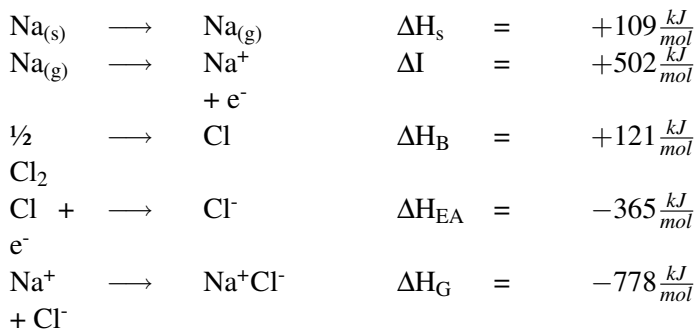 Na(s) ⟶ Na(g) ΔHs = +109 kJ/mol
Na(g) ⟶ Na⁺ ΔI = +502 kJ/mol
+ e⁻
½ ⟶ Cl ΔHB = +121 kJ/mol
Cl₂
Cl + ⟶ Cl⁻ ΔHEA = −365 kJ/mol
e⁻
Na⁺ ⟶ Na⁺Cl⁻ ΔHG = −778 kJ/mol
+ Cl⁻